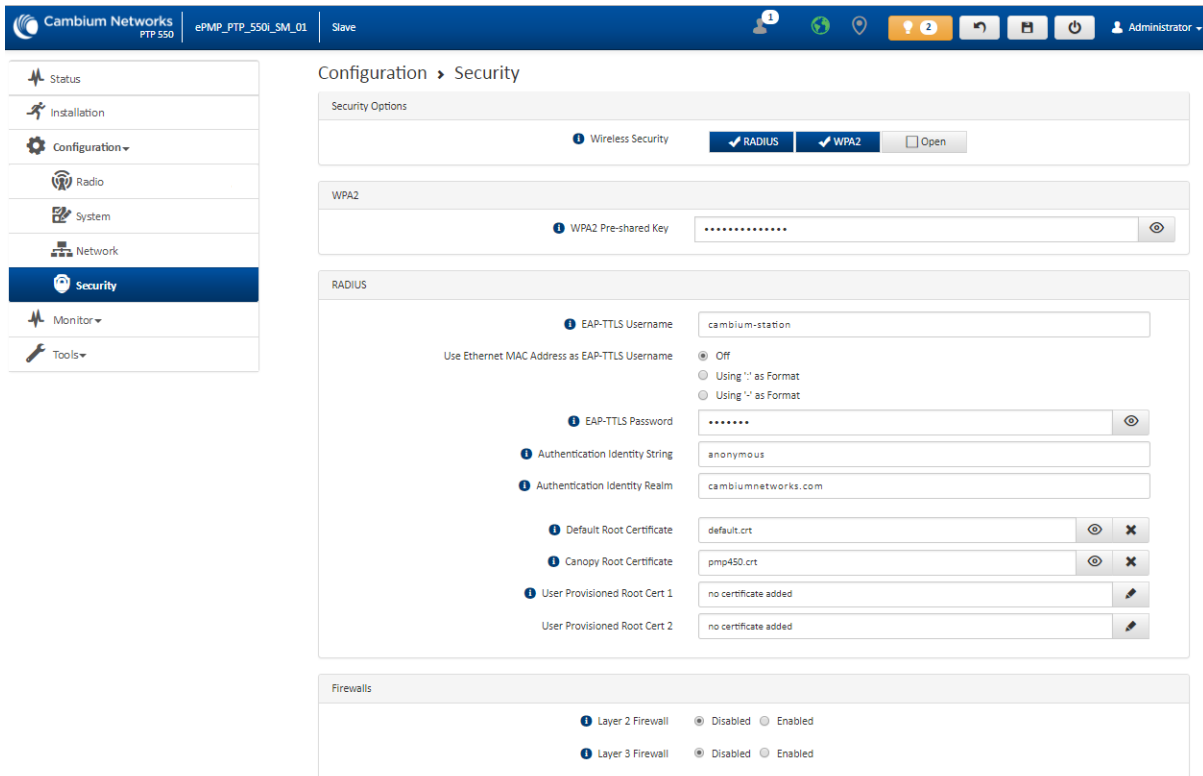 Cambium Networks
PTP 550
ePMP_PTP_550i_SM_01
Slave
1
2
Administrator
Status
Installation
Configuration
Radio
System
Network
Security
Monitor
Tools
Configuration › Security
Security Options
Wireless Security
RADIUS
WPA2
Open
WPA2
WPA2 Pre-shared Key
••••••••••••••
RADIUS
EAP-TTLS Username
cambium-station
Use Ethernet MAC Address as EAP-TTLS Username
Off
Using ':' as Format
Using '-' as Format
EAP-TTLS Password
•••••••
Authentication Identity String
anonymous
Authentication Identity Realm
cambiumnetworks.com
Default Root Certificate
default.crt
Canopy Root Certificate
pmp450.crt
User Provisioned Root Cert 1
no certificate added
User Provisioned Root Cert 2
no certificate added
Firewalls
Layer 2 Firewall
Disabled
Enabled
Layer 3 Firewall
Disabled
Enabled